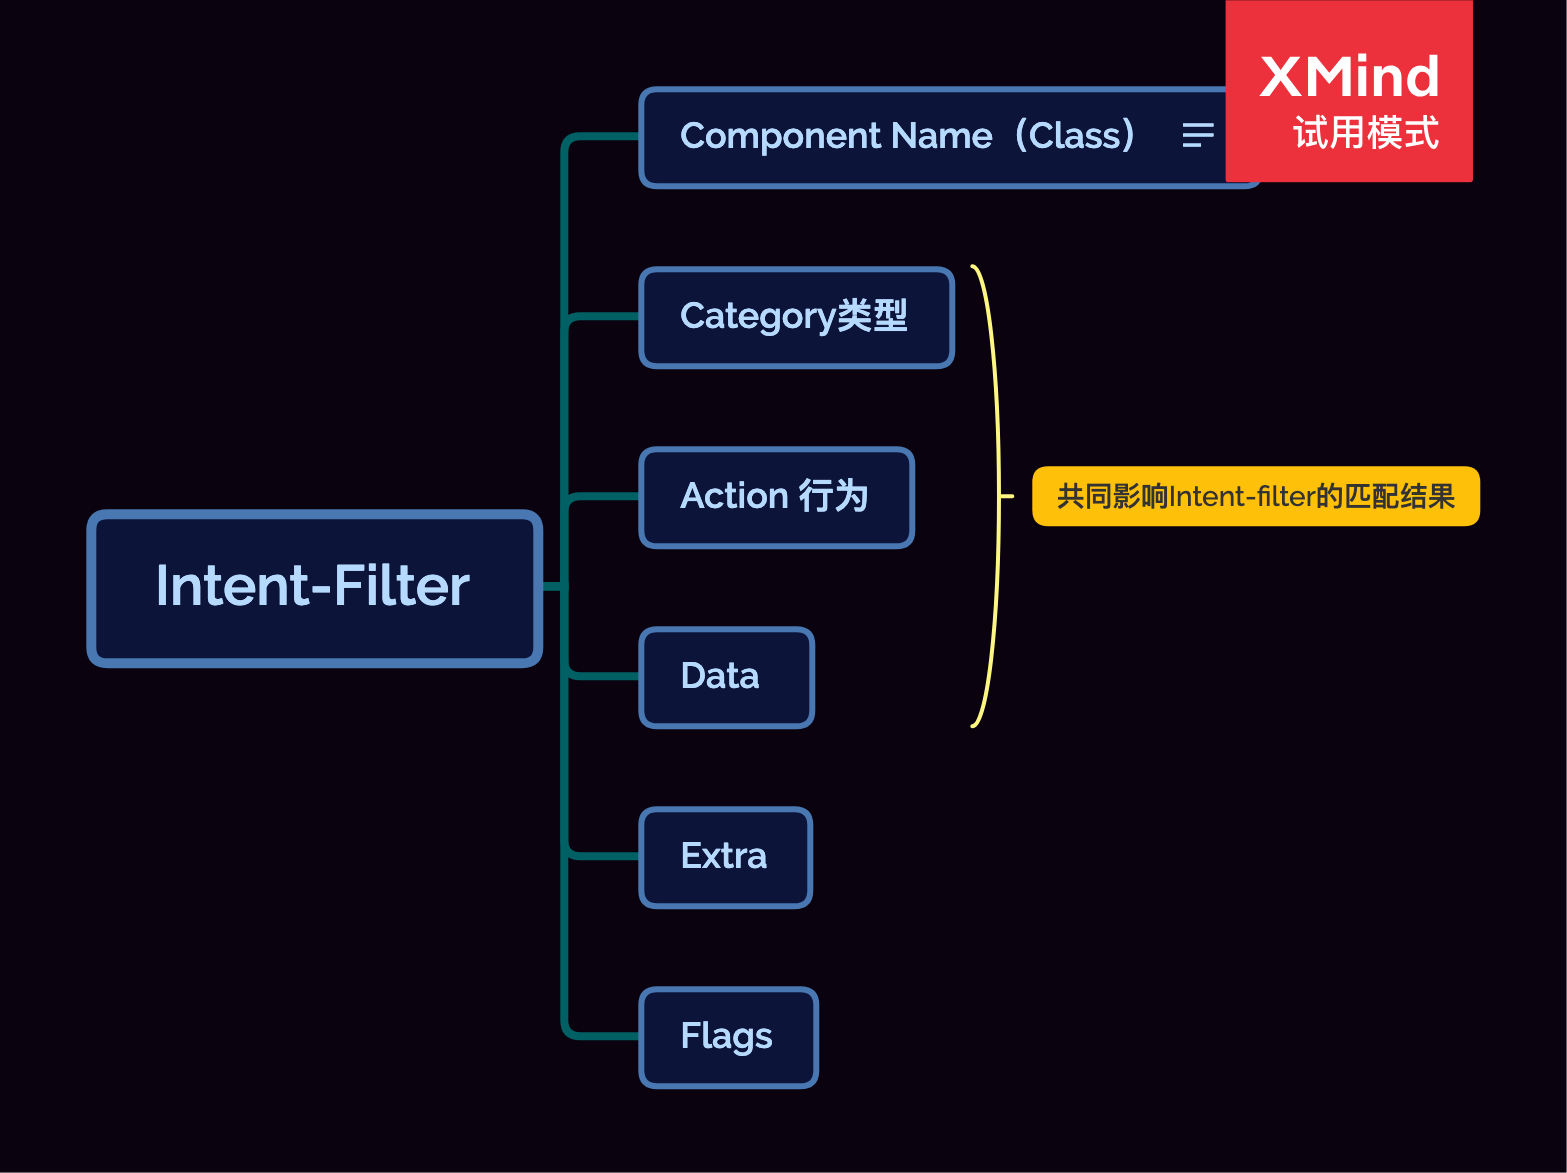 XMind
试用模式
Component Name（Class）
Category类型
Action 行为
共同影响Intent-filter的匹配结果
Intent-Filter
Data
Extra
Flags